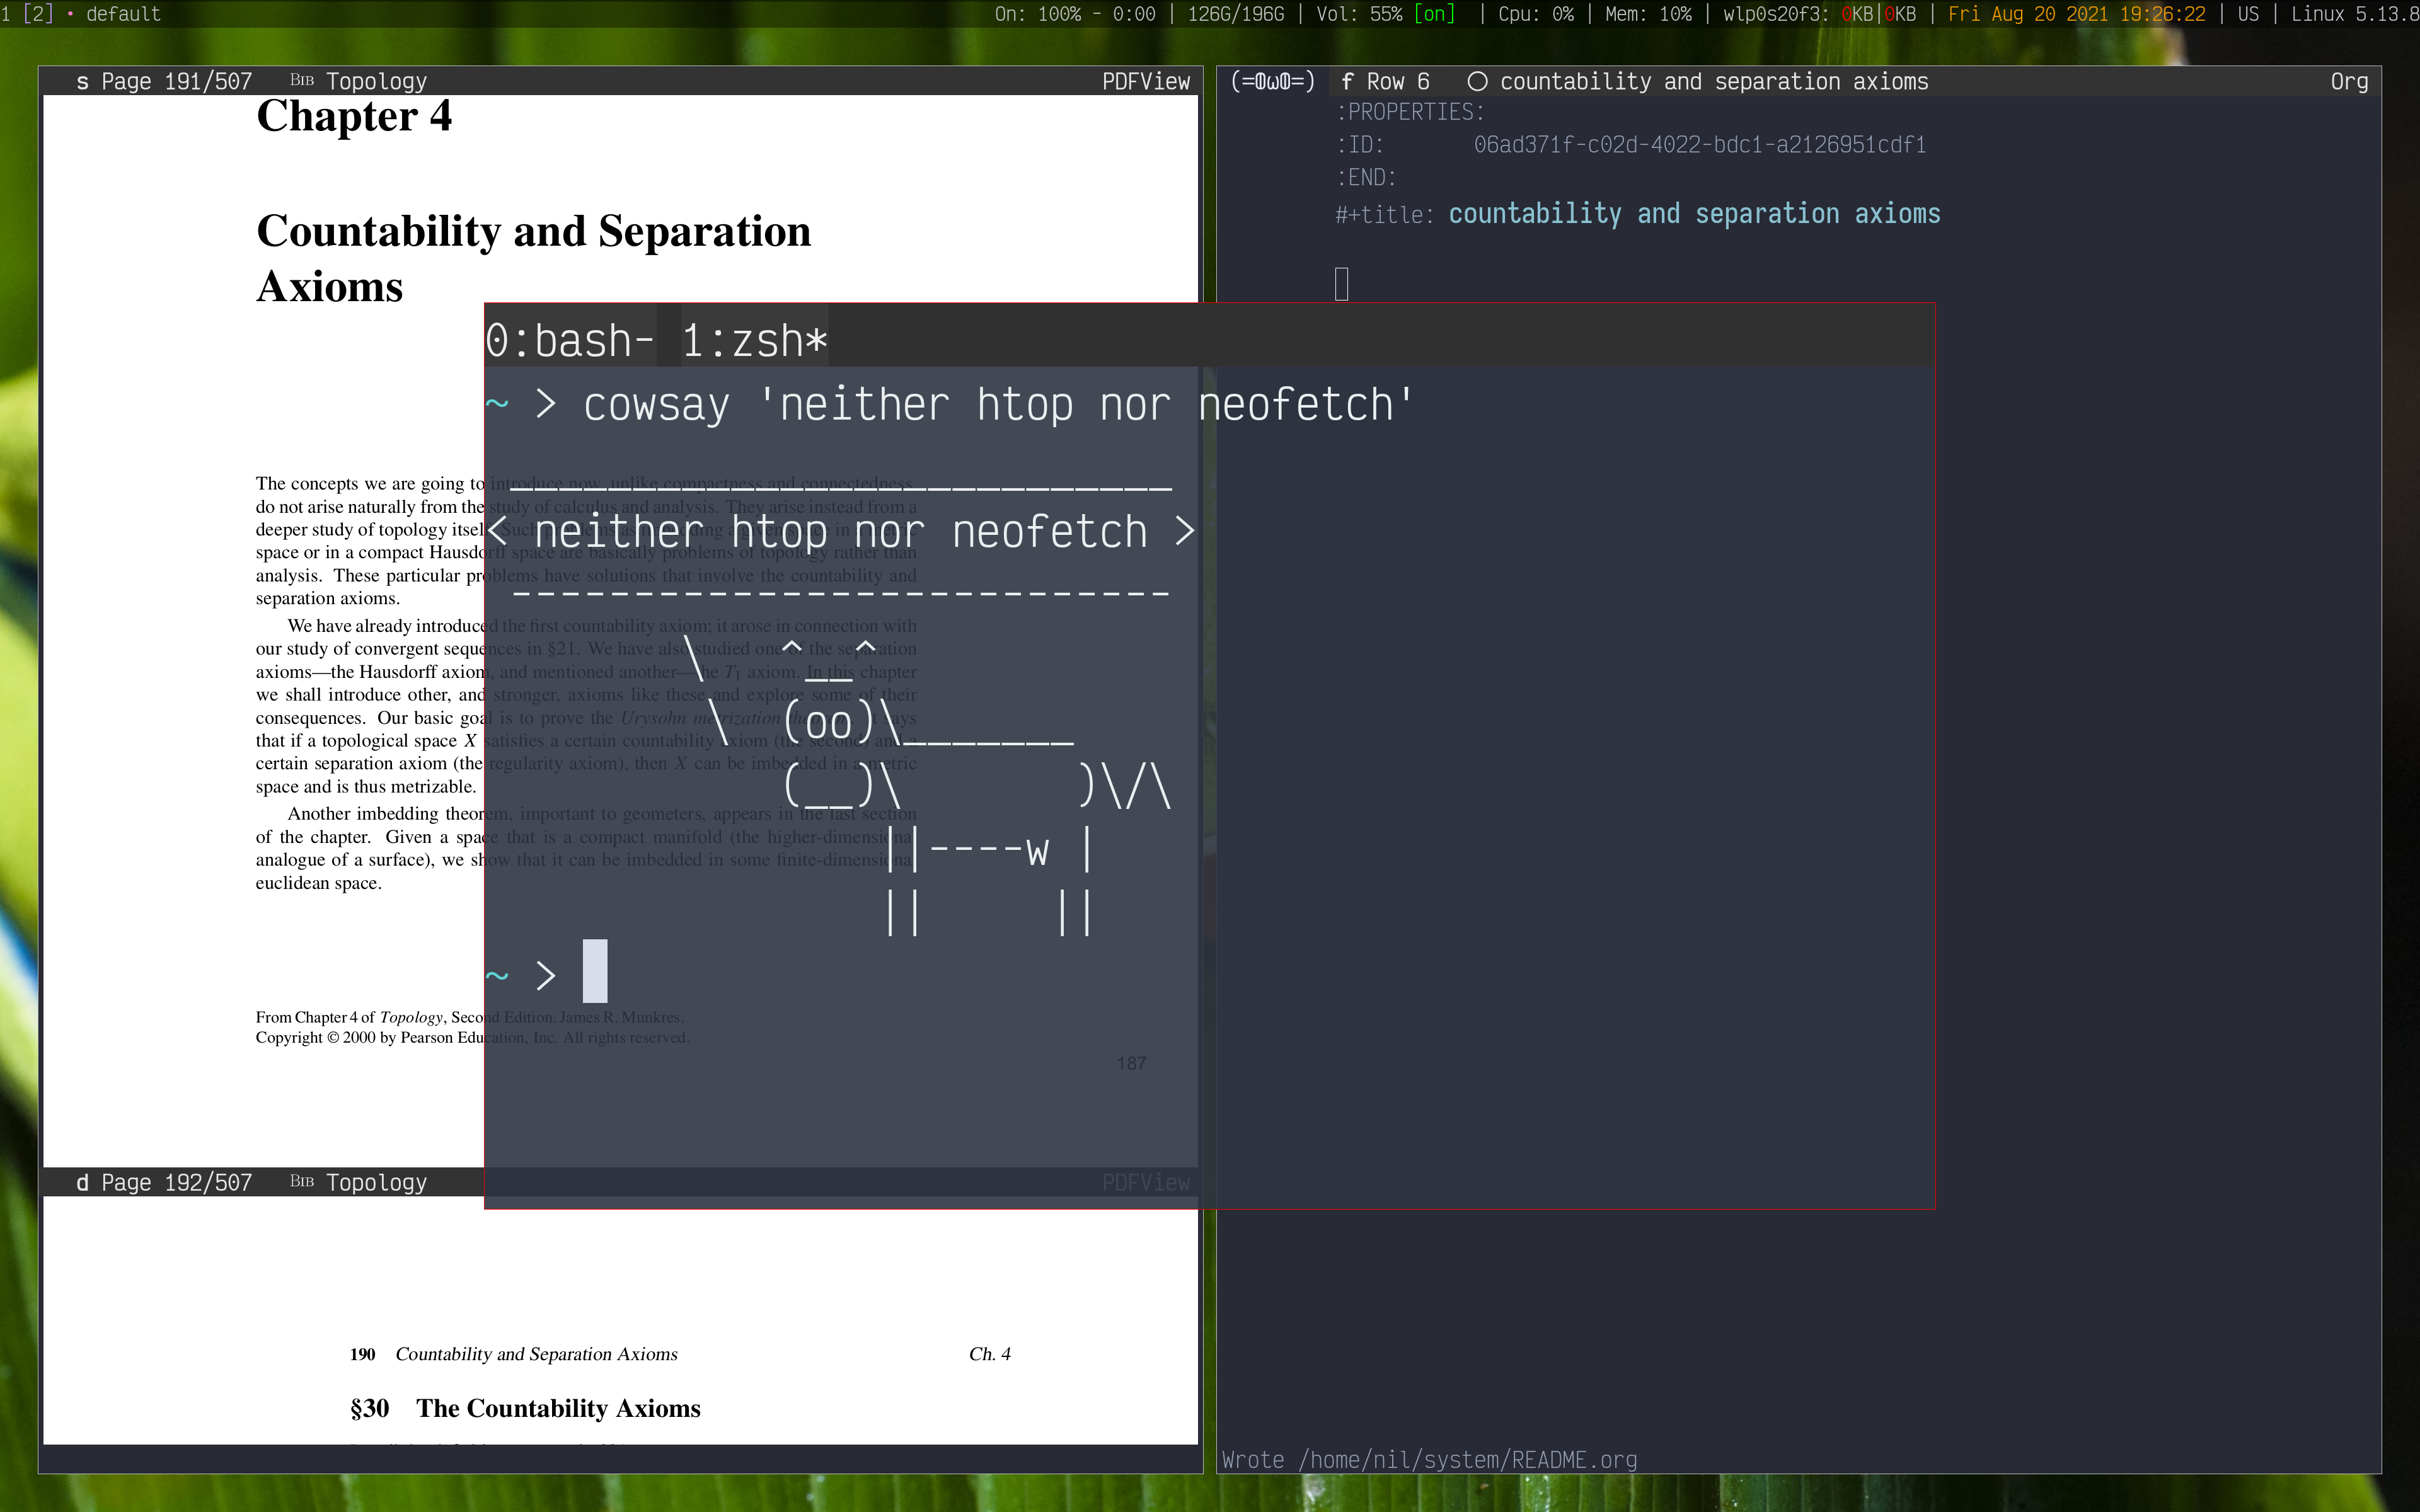 1 [2] • default
On: 100% - 0:00 | 126G/196G | Vol: 55% [on] | Cpu: 0% | Mem: 10% | wlp0s20f3: 0KB|0KB | Fri Aug 20 2021 19:26:22 | US | Linux 5.13.8
s Page 191/507 BIB Topology PDFView
Chapter 4
Countability and Separation
Axioms
The concepts we are going to introduce now, unlike compactness and connectedness,
do not arise naturally from the study of calculus and analysis. They arise instead from a
deeper study of topology itself. Such problems as imbedding a given space in a metric
space or in a compact Hausdorff space are basically problems of topology rather than
analysis. These particular problems have solutions that involve the countability and
separation axioms.
We have already introduced the first countability axiom; it arose in connection with
our study of convergent sequences in §21. We have also studied one of the separation
axioms—the Hausdorff axiom, and mentioned another—the T1 axiom. In this chapter
we shall introduce other, and stronger, axioms like these and explore some of their
consequences. Our basic goal is to prove the Urysohn metrization theorem. It says
that if a topological space X satisfies a certain countability axiom (the second) and a
certain separation axiom (the regularity axiom), then X can be imbedded in a metric
space and is thus metrizable.
Another imbedding theorem, important to geometers, appears in the last section
of the chapter. Given a space that is a compact manifold (the higher-dimensional
analogue of a surface), we show that it can be imbedded in some finite-dimensional
euclidean space.
From Chapter 4 of Topology, Second Edition. James R. Munkres.
Copyright © 2000 by Pearson Education, Inc. All rights reserved.
187
d Page 192/507 BIB Topology PDFView
190 Countability and Separation Axioms Ch. 4
§30 The Countability Axioms
(=ΦωΦ=) f Row 6 ○ countability and separation axioms Org
:PROPERTIES:
:ID: 06ad371f-c02d-4022-bdc1-a2126951cdf1
:END:
#+title: countability and separation axioms
Wrote /home/nil/system/README.org
0:bash- 1:zsh*
~ > cowsay 'neither htop nor neofetch'
 ___________________________
< neither htop nor neofetch >
 ---------------------------
        \   ^__^
         \  (oo)\_______
            (__)\       )\/\
                ||----w |
                ||     ||
~ >